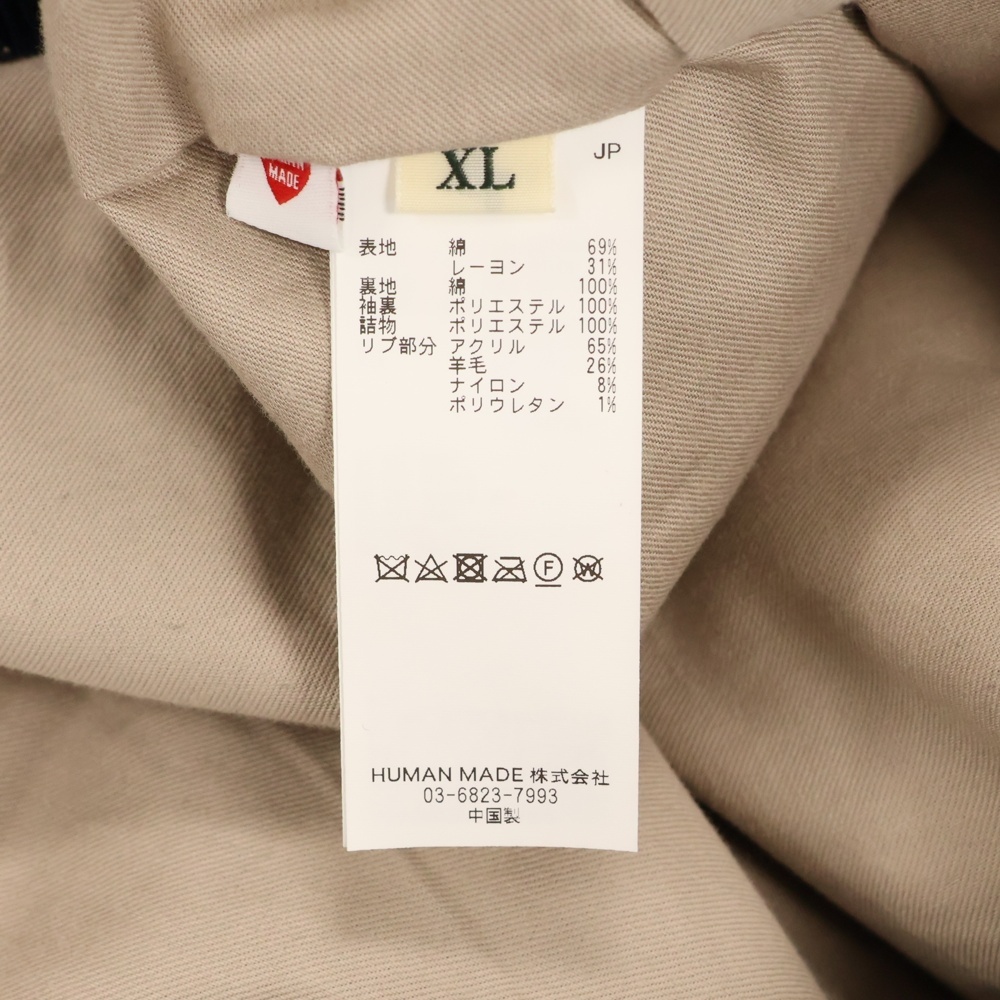 MADE
XL
JP
表地 綿 69%
レーヨン 31%
裏地 綿 100%
袖裏 ポリエステル 100%
詰物 ポリエステル 100%
リブ部分 アクリル 65%
羊毛 26%
ナイロン 8%
ポリウレタン 1%
F
W
HUMAN MADE 株式会社
03-6823-7993
中国製